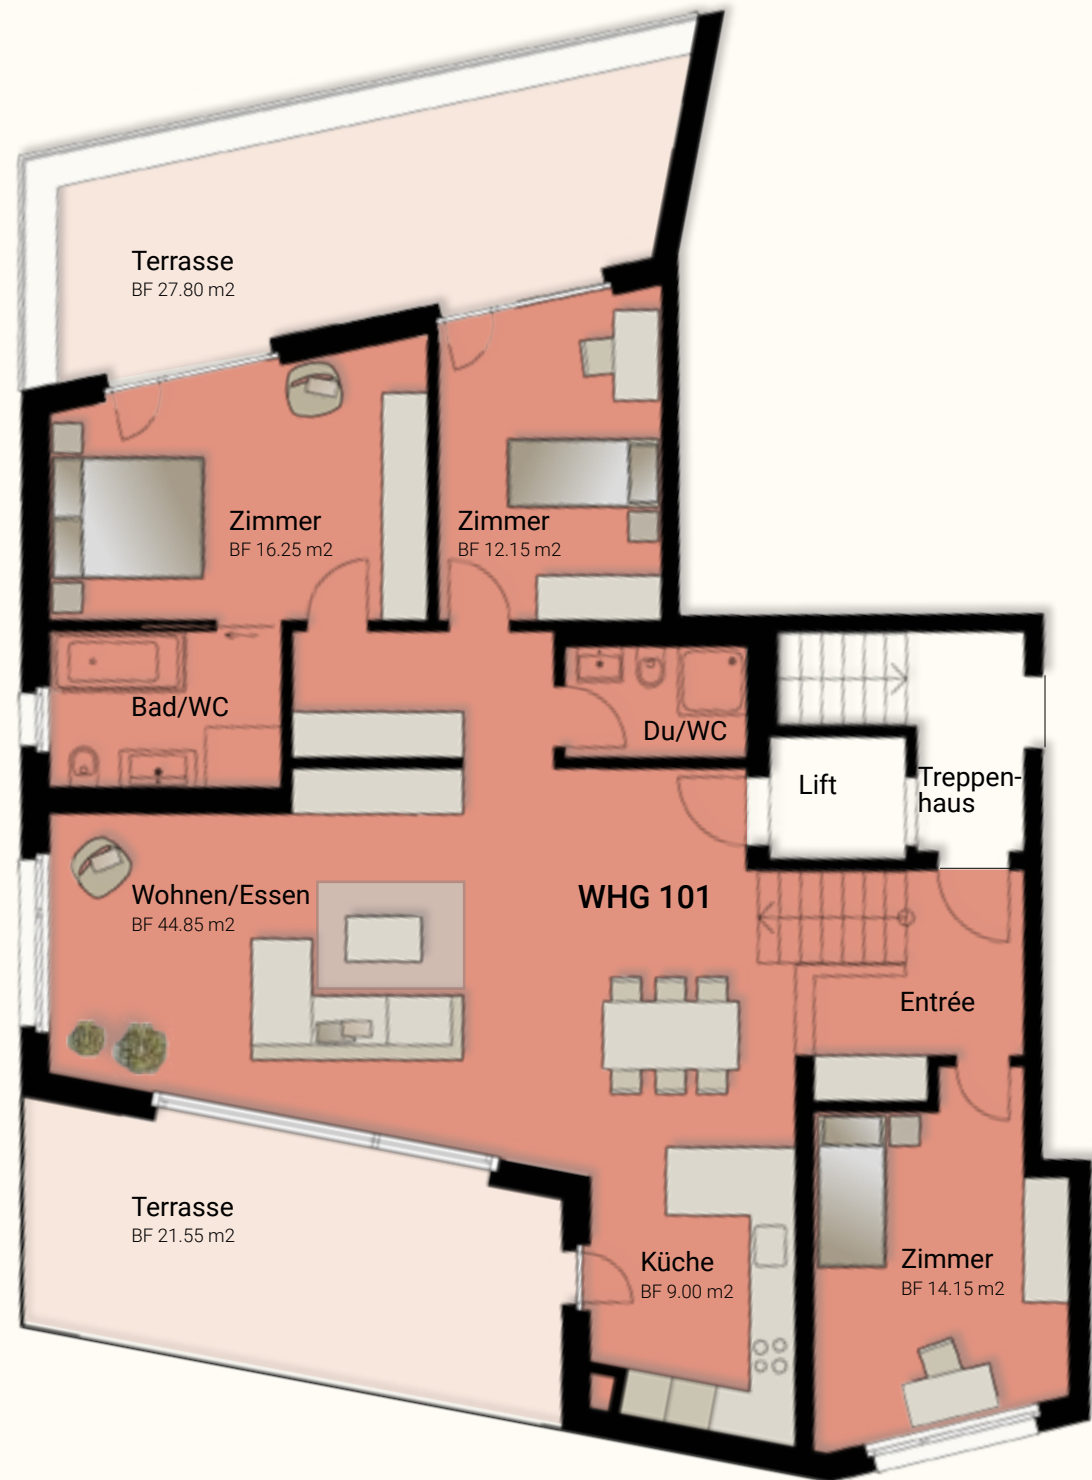 Terrasse
BF 27.80 m2
Zimmer
BF 16.25 m2
Zimmer
BF 12.15 m2
Bad/WC
Du/WC
Lift
Treppen-
haus
Wohnen/Essen
BF 44.85 m2
WHG 101
Entrée
Terrasse
BF 21.55 m2
Küche
BF 9.00 m2
Zimmer
BF 14.15 m2